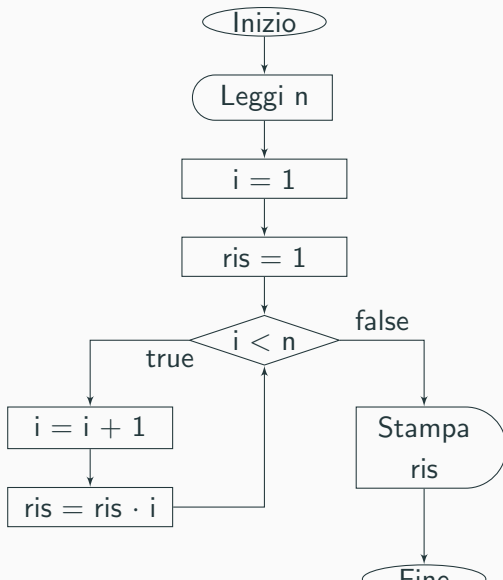 Inizio
Leggi n
i = 1
ris = 1
i < n
true
false
i = i + 1
ris = ris · i
Stampa
ris
Fine